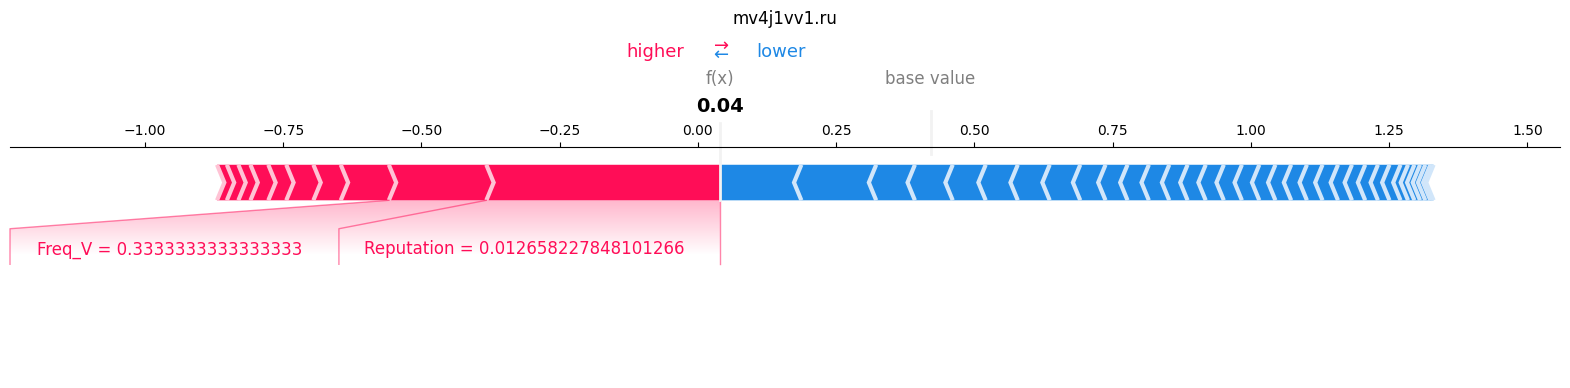 mv4j1vv1.ru
higher → ← lower
f(x) base value
0.04
−1.00 −0.75 −0.50 −0.25 0.00 0.25 0.50 0.75 1.00 1.25 1.50
Freq_V = 0.3333333333333333 Reputation = 0.012658227848101266